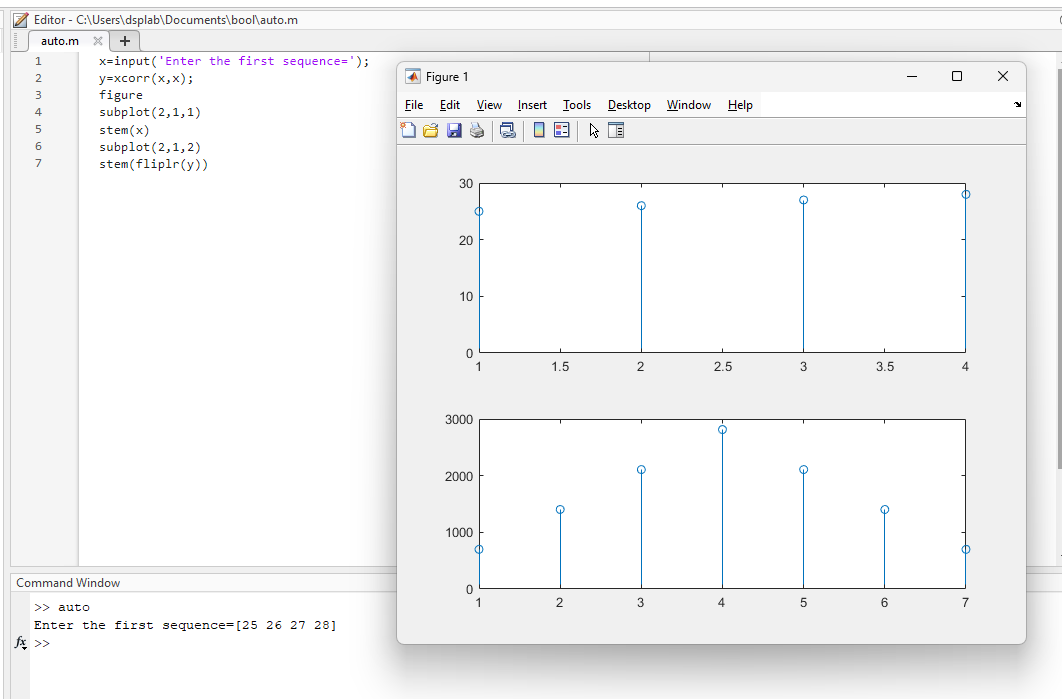 Editor - C:\Users\dsplab\Documents\bool\auto.m
auto.m
1 x=input('Enter the first sequence=');
2 y=xcorr(x,x);
3 figure
4 subplot(2,1,1)
5 stem(x)
6 subplot(2,1,2)
7 stem(fliplr(y))
Figure 1
File Edit View Insert Tools Desktop Window Help
30
20
10
0
1 1.5 2 2.5 3 3.5 4
3000
2000
1000
0
1 2 3 4 5 6 7
Command Window
>> auto
Enter the first sequence=[25 26 27 28]
fx >>